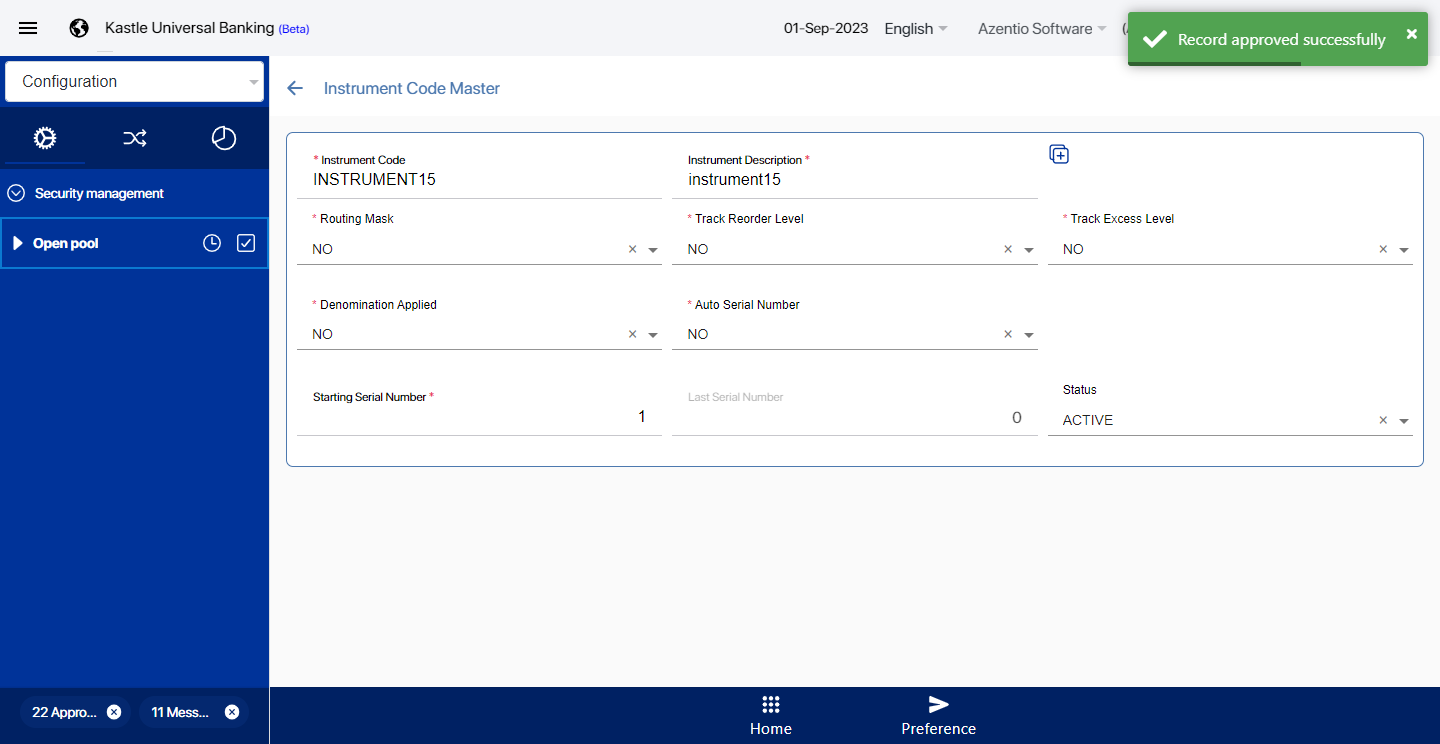 Kastle Universal Banking (Beta)
01-Sep-2023
English
Azentio Software
Record approved successfully
Configuration
Instrument Code Master
Security management
Open pool
* Instrument Code
INSTRUMENT15
Instrument Description *
instrument15
* Routing Mask
NO
* Track Reorder Level
NO
* Track Excess Level
NO
* Denomination Applied
NO
* Auto Serial Number
NO
Starting Serial Number *
1
Last Serial Number
0
Status
ACTIVE
22 Appro...
11 Mess...
Home
Preference